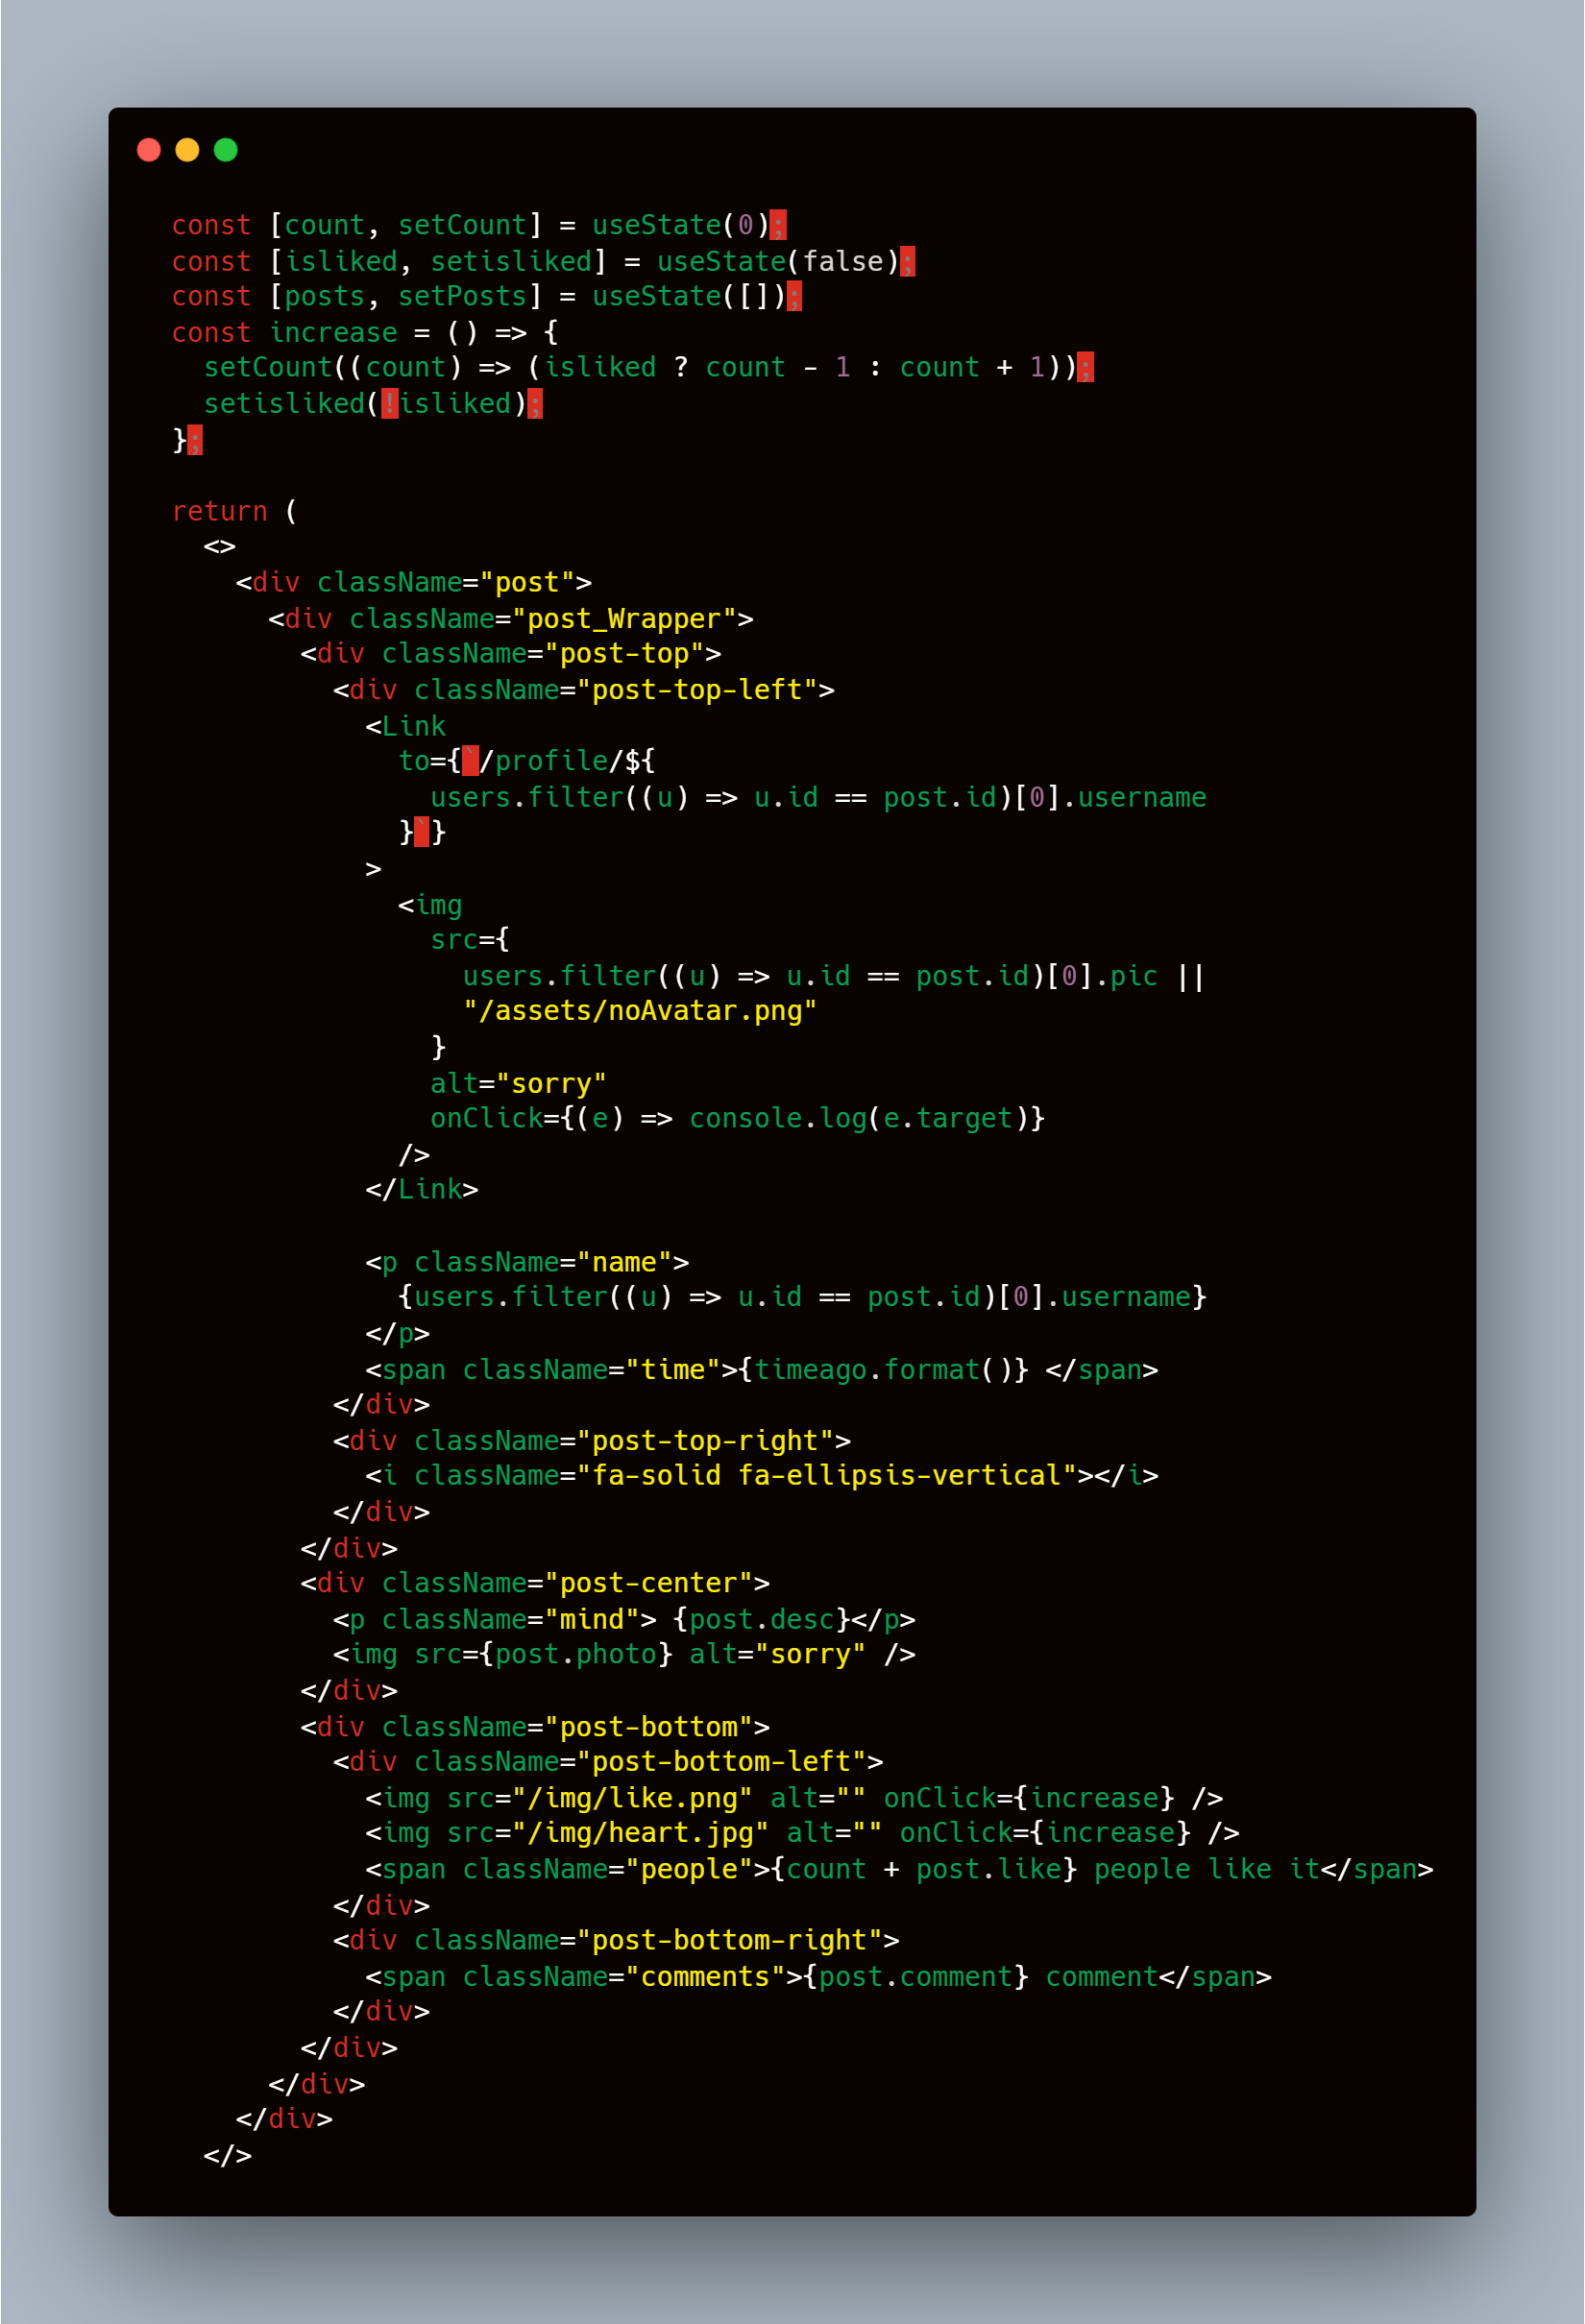 const [count, setCount] = useState(0);
const [isliked, setisliked] = useState(false);
const [posts, setPosts] = useState([]);
const increase = () => {
  setCount((count) => (isliked ? count - 1 : count + 1));
  setisliked(!isliked);
};

return (
  <>
    <div className="post">
      <div className="post_Wrapper">
        <div className="post-top">
          <div className="post-top-left">
            <Link
              to={`/profile/${
                users.filter((u) => u.id == post.id)[0].username
              }`}
            >
              <img
                src={
                  users.filter((u) => u.id == post.id)[0].pic ||
                  "/assets/noAvatar.png"
                }
                alt="sorry"
                onClick={(e) => console.log(e.target)}
              />
            </Link>

            <p className="name">
              {users.filter((u) => u.id == post.id)[0].username}
            </p>
            <span className="time">{timeago.format()} </span>
          </div>
          <div className="post-top-right">
            <i className="fa-solid fa-ellipsis-vertical"></i>
          </div>
        </div>
        <div className="post-center">
          <p className="mind"> {post.desc}</p>
          <img src={post.photo} alt="sorry" />
        </div>
        <div className="post-bottom">
          <div className="post-bottom-left">
            <img src="/img/like.png" alt="" onClick={increase} />
            <img src="/img/heart.jpg" alt="" onClick={increase} />
            <span className="people">{count + post.like} people like it</span>
          </div>
          <div className="post-bottom-right">
            <span className="comments">{post.comment} comment</span>
          </div>
        </div>
      </div>
    </div>
  </>